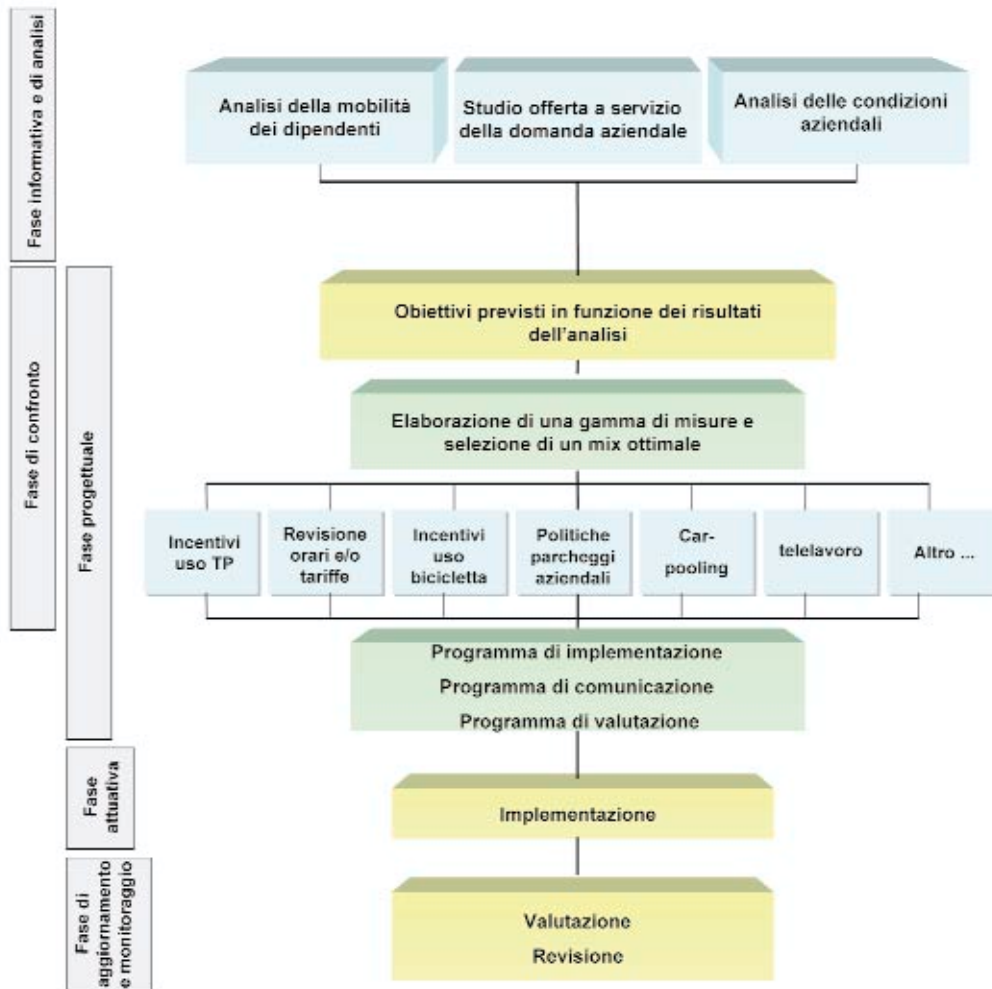 Fase informativa e di analisi
Analisi della mobilità
dei dipendenti
Studio offerta a servizio
della domanda aziendale
Analisi delle condizioni
aziendali
Fase di confronto
Fase progettuale
Obiettivi previsti in funzione dei risultati
dell'analisi
Elaborazione di una gamma di misure e
selezione di un mix ottimale
Incentivi
uso TP
Revisione
orari e/o
tariffe
Incentivi
uso
bicicletta
Politiche
parcheggi
aziendali
Car-
pooling
telelavoro
Altro ...
Programma di implementazione
Programma di comunicazione
Programma di valutazione
Fase
attuativa
Implementazione
Fase di
aggiornamento
e monitoraggio
Valutazione
Revisione